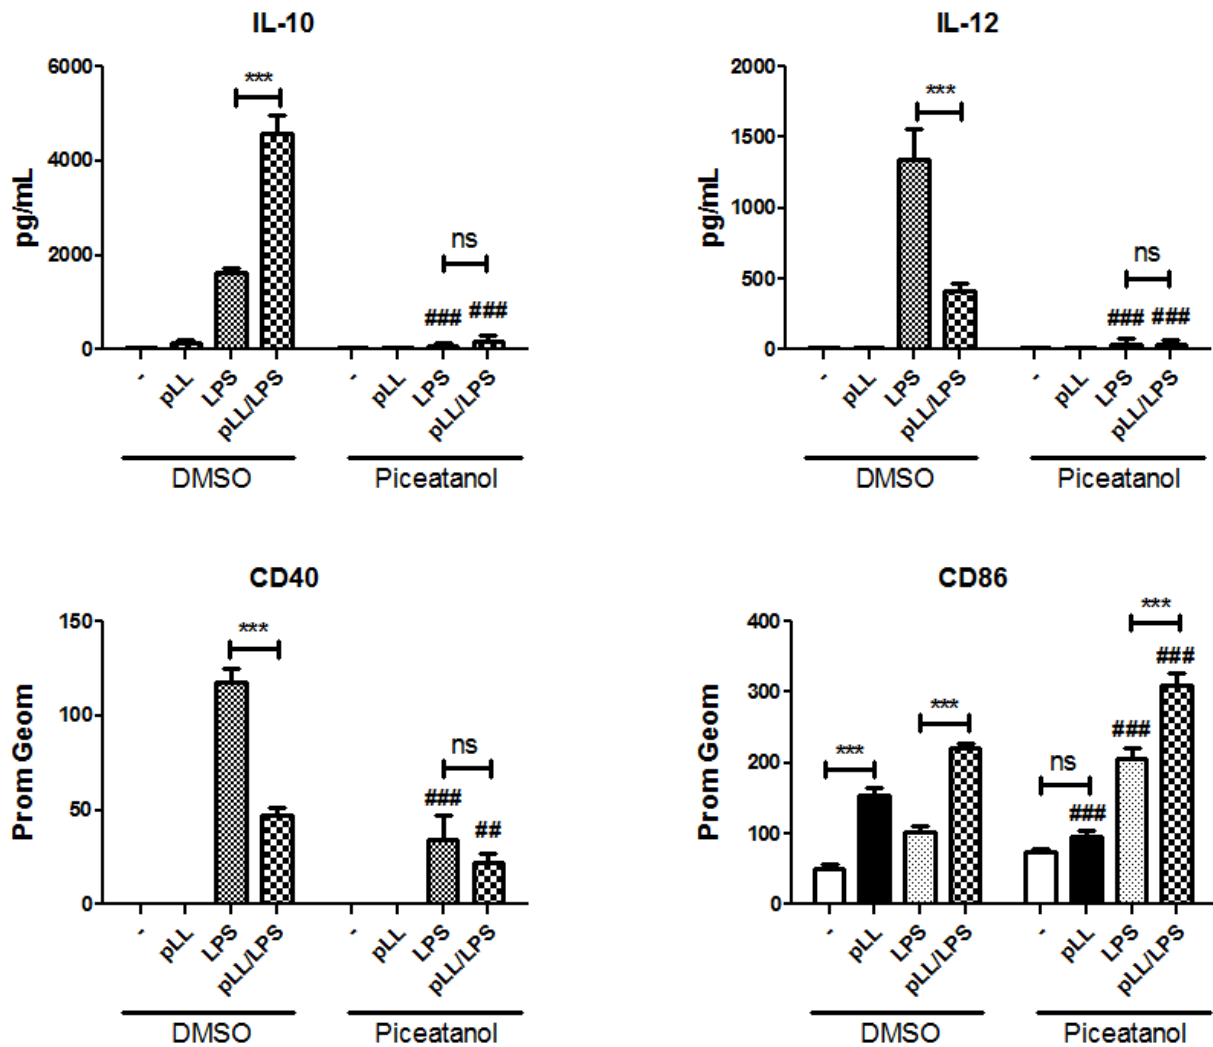 IL-10
6000
4000
2000
0
pg/mL
***
ns
###
###
-
pLL
LPS
pLL/LPS
-
pLL
LPS
pLL/LPS
DMSO
Piceatanol
IL-12
2000
1500
1000
500
0
pg/mL
***
ns
###
###
-
pLL
LPS
pLL/LPS
-
pLL
LPS
pLL/LPS
DMSO
Piceatanol
CD40
150
100
50
0
Prom Geom
***
ns
###
##
-
pLL
LPS
pLL/LPS
-
pLL
LPS
pLL/LPS
DMSO
Piceatanol
CD86
400
300
200
100
0
Prom Geom
***
***
ns
###
###
***
###
-
pLL
LPS
pLL/LPS
-
pLL
LPS
pLL/LPS
DMSO
Piceatanol